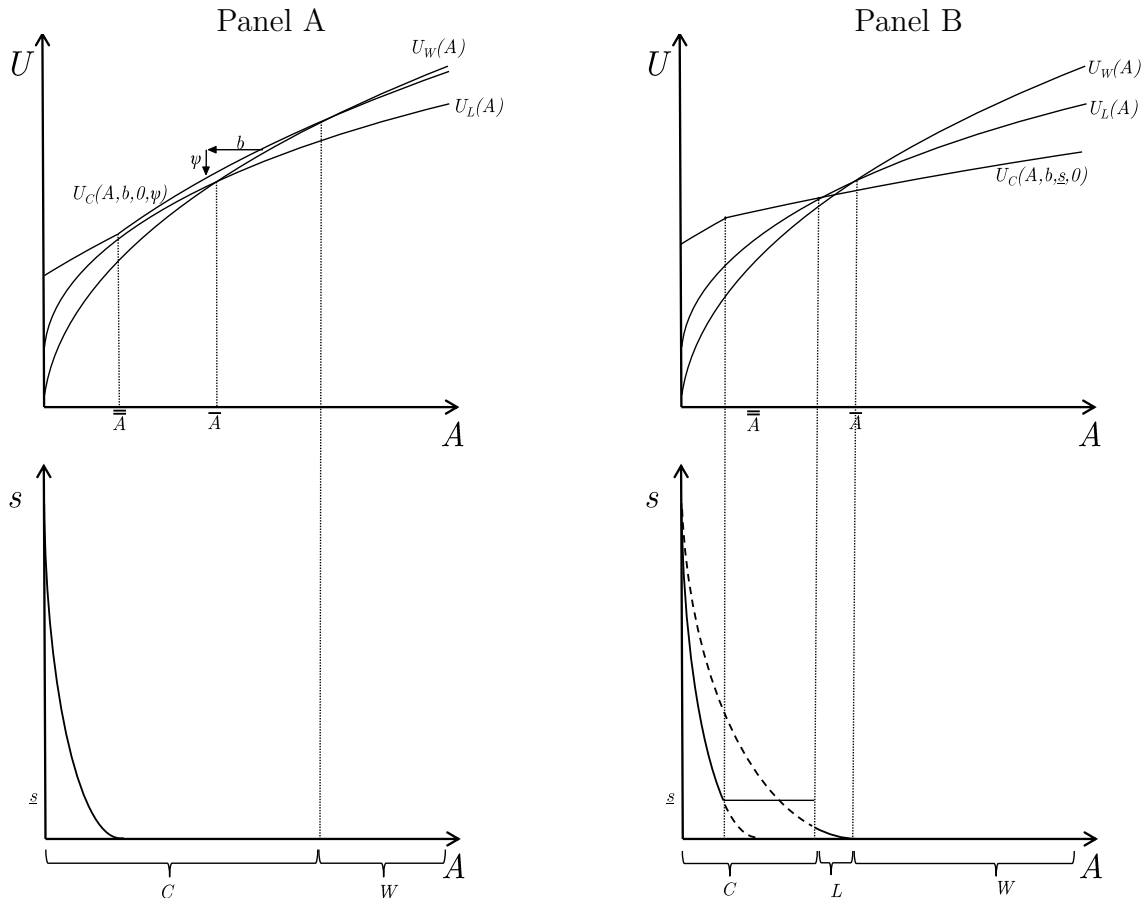 Panel A
U
U_W(A)
U_L(A)
b
φ
U_C(A,b,0,φ)
A̿
A̅
A
s
s̲
A
C
W
Panel B
U
U_W(A)
U_L(A)
U_C(A,b,s̲,0)
A̿
A̅
A
s
s̲
A
C
L
W